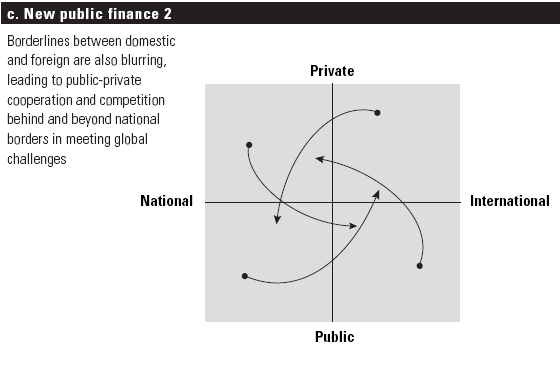 c. New public finance 2
Borderlines between domestic
and foreign are also blurring,
leading to public-private
cooperation and competition
behind and beyond national
borders in meeting global
challenges
Private
National
International
Public